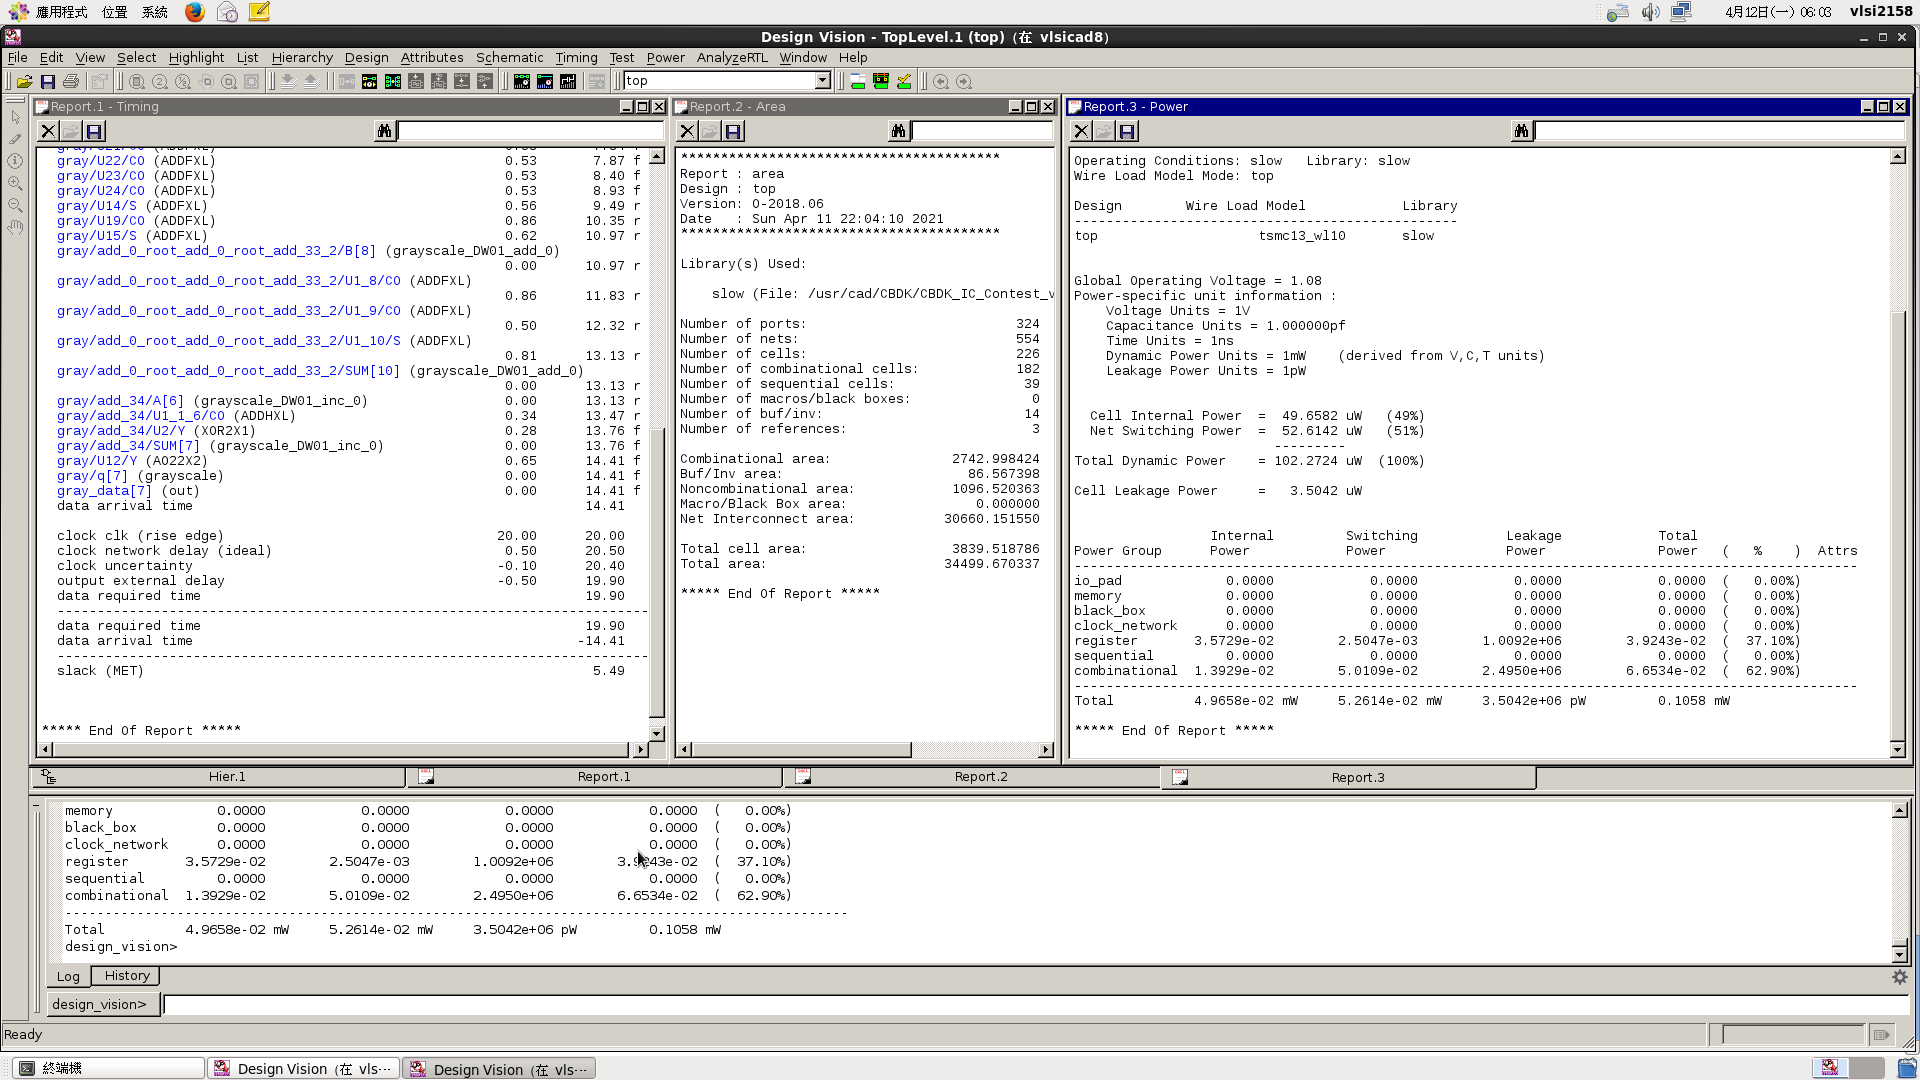 應用程式 位置 系統 4月12日(一) 06:03 vlsi2158
Design Vision - TopLevel.1 (top) (在 vlsicad8)
File Edit View Select Highlight List Hierarchy Design Attributes Schematic Timing Test Power AnalyzeRTL Window Help
top
Report.1 - Timing
gray/U22/CO (ADDFXL) 0.53 7.87 f
gray/U23/CO (ADDFXL) 0.53 8.40 f
gray/U24/CO (ADDFXL) 0.53 8.93 f
gray/U14/S (ADDFXL) 0.56 9.49 r
gray/U19/CO (ADDFXL) 0.86 10.35 r
gray/U15/S (ADDFXL) 0.62 10.97 r
gray/add_0_root_add_0_root_add_33_2/B[8] (grayscale_DW01_add_0)
0.00 10.97 r
gray/add_0_root_add_0_root_add_33_2/U1_8/CO (ADDFXL)
0.86 11.83 r
gray/add_0_root_add_0_root_add_33_2/U1_9/CO (ADDFXL)
0.50 12.32 r
gray/add_0_root_add_0_root_add_33_2/U1_10/S (ADDFXL)
0.81 13.13 r
gray/add_0_root_add_0_root_add_33_2/SUM[10] (grayscale_DW01_add_0)
0.00 13.13 r
gray/add_34/A[6] (grayscale_DW01_inc_0) 0.00 13.13 r
gray/add_34/U1_1_6/CO (ADDHXL) 0.34 13.47 r
gray/add_34/U2/Y (XOR2X1) 0.28 13.76 f
gray/add_34/SUM[7] (grayscale_DW01_inc_0) 0.00 13.76 f
gray/U12/Y (AO22X2) 0.65 14.41 f
gray/q[7] (grayscale) 0.00 14.41 f
gray_data[7] (out) 0.00 14.41 f
data arrival time 14.41
clock clk (rise edge) 20.00 20.00
clock network delay (ideal) 0.50 20.50
clock uncertainty -0.10 20.40
output external delay -0.50 19.90
data required time 19.90
--------------------------------------------------------------------------
data required time 19.90
data arrival time -14.41
--------------------------------------------------------------------------
slack (MET) 5.49
***** End Of Report *****
Report.2 - Area
****************************************
Report : area
Design : top
Version: O-2018.06
Date : Sun Apr 11 22:04:10 2021
****************************************
Library(s) Used:
slow (File: /usr/cad/CBDK/CBDK_IC_Contest_v
Number of ports: 324
Number of nets: 554
Number of cells: 226
Number of combinational cells: 182
Number of sequential cells: 39
Number of macros/black boxes: 0
Number of buf/inv: 14
Number of references: 3
Combinational area: 2742.998424
Buf/Inv area: 86.567398
Noncombinational area: 1096.520363
Macro/Black Box area: 0.000000
Net Interconnect area: 30660.151550
Total cell area: 3839.518786
Total area: 34499.670337
***** End Of Report *****
Report.3 - Power
Operating Conditions: slow Library: slow
Wire Load Model Mode: top
Design Wire Load Model Library
------------------------------------------------
top tsmc13_wl10 slow
Global Operating Voltage = 1.08
Power-specific unit information :
Voltage Units = 1V
Capacitance Units = 1.000000pf
Time Units = 1ns
Dynamic Power Units = 1mW (derived from V,C,T units)
Leakage Power Units = 1pW
Cell Internal Power = 49.6582 uW (49%)
Net Switching Power = 52.6142 uW (51%)
---------
Total Dynamic Power = 102.2724 uW (100%)
Cell Leakage Power = 3.5042 uW
Internal Switching Leakage Total
Power Group Power Power Power Power ( % ) Attrs
--------------------------------------------------------------------------------------------------
io_pad 0.0000 0.0000 0.0000 0.0000 ( 0.00%)
memory 0.0000 0.0000 0.0000 0.0000 ( 0.00%)
black_box 0.0000 0.0000 0.0000 0.0000 ( 0.00%)
clock_network 0.0000 0.0000 0.0000 0.0000 ( 0.00%)
register 3.5729e-02 2.5047e-03 1.0092e+06 3.9243e-02 ( 37.10%)
sequential 0.0000 0.0000 0.0000 0.0000 ( 0.00%)
combinational 1.3929e-02 5.0109e-02 2.4950e+06 6.6534e-02 ( 62.90%)
--------------------------------------------------------------------------------------------------
Total 4.9658e-02 mW 5.2614e-02 mW 3.5042e+06 pW 0.1058 mW
***** End Of Report *****
Hier.1 Report.1 Report.2 Report.3
memory 0.0000 0.0000 0.0000 0.0000 ( 0.00%)
black_box 0.0000 0.0000 0.0000 0.0000 ( 0.00%)
clock_network 0.0000 0.0000 0.0000 0.0000 ( 0.00%)
register 3.5729e-02 2.5047e-03 1.0092e+06 3.9243e-02 ( 37.10%)
sequential 0.0000 0.0000 0.0000 0.0000 ( 0.00%)
combinational 1.3929e-02 5.0109e-02 2.4950e+06 6.6534e-02 ( 62.90%)
--------------------------------------------------------------------------------------------------
Total 4.9658e-02 mW 5.2614e-02 mW 3.5042e+06 pW 0.1058 mW
design_vision>
Log History
design_vision>
Ready
終端機 Design Vision (在 vls··· Design Vision (在 vls···